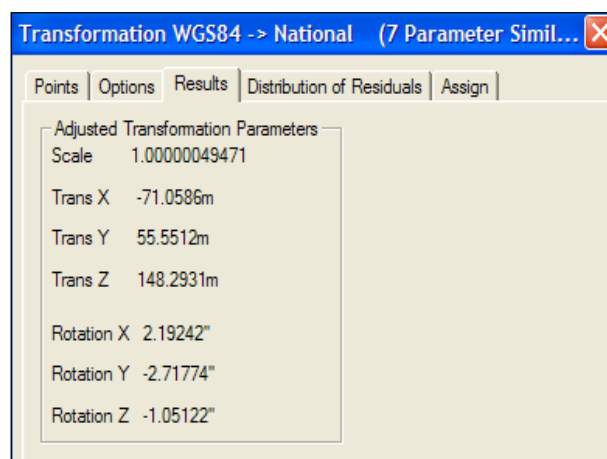 Transformation WGS84 -> National (7 Parameter Simil...
Points Options Results Distribution of Residuals Assign
Adjusted Transformation Parameters
Scale 1.00000049471
Trans X -71.0586m
Trans Y 55.5512m
Trans Z 148.2931m
Rotation X 2.19242"
Rotation Y -2.71774"
Rotation Z -1.05122"